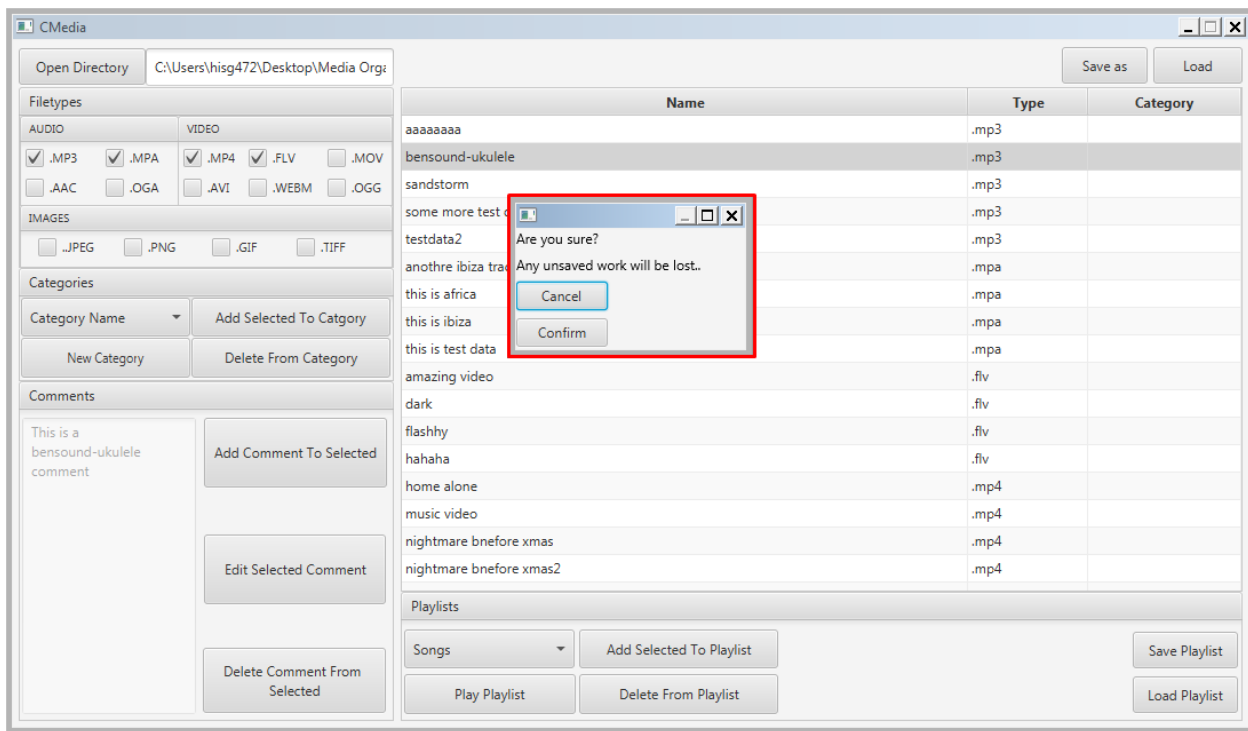 CMedia
Open Directory
C:\Users\hisg472\Desktop\Media Orga
Save as
Load
Filetypes
AUDIO
VIDEO
.MP3
.MPA
.MP4
.FLV
.MOV
.AAC
.OGA
.AVI
.WEBM
.OGG
IMAGES
.JPEG
.PNG
.GIF
.TIFF
Categories
Category Name
Add Selected To Catgory
New Category
Delete From Category
Comments
This is a
bensound-ukulele
comment
Add Comment To Selected
Edit Selected Comment
Delete Comment From
Selected
Name Type Category
aaaaaaaa .mp3
bensound-ukulele .mp3
sandstorm .mp3
some more test .mp3
testdata2 .mp3
anothre ibiza .mpa
this is africa .mpa
this is ibiza .mpa
this is test data .mpa
amazing video .flv
dark .flv
flashhy .flv
hahaha .flv
home alone .mp4
music video .mp4
nightmare bnefore xmas .mp4
nightmare bnefore xmas2 .mp4
Are you sure?
Any unsaved work will be lost..
Cancel
Confirm
Playlists
Songs
Add Selected To Playlist
Save Playlist
Play Playlist
Delete From Playlist
Load Playlist